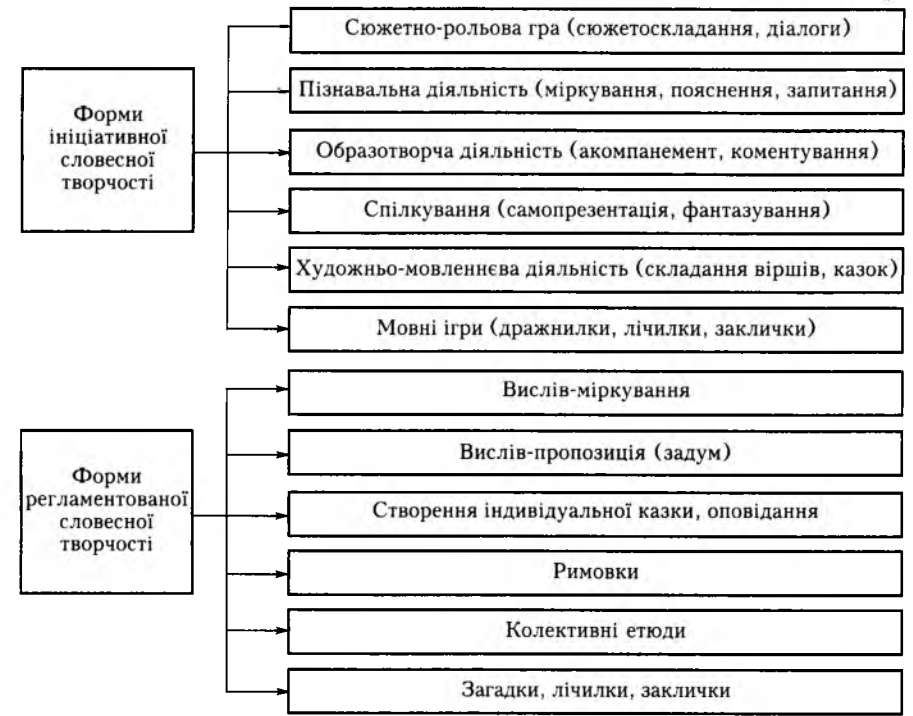 Форми
ініціативної
словесної
творчості
Сюжетно-рольова гра (сюжетоскладання, діалоги)
Пізнавальна діяльність (міркування, пояснення, запитання)
Образотворча діяльність (акомпанемент, коментування)
Спілкування (самопрезентація, фантазування)
Художньо-мовленнєва діяльність (складання віршів, казок)
Мовні ігри (дражнилки, лічилки, заклички)
Форми
регламентованої
словесної
творчості
Вислів-міркування
Вислів-пропозиція (задум)
Створення індивідуальної казки, оповідання
Римовки
Колективні етюди
Загадки, лічилки, заклички